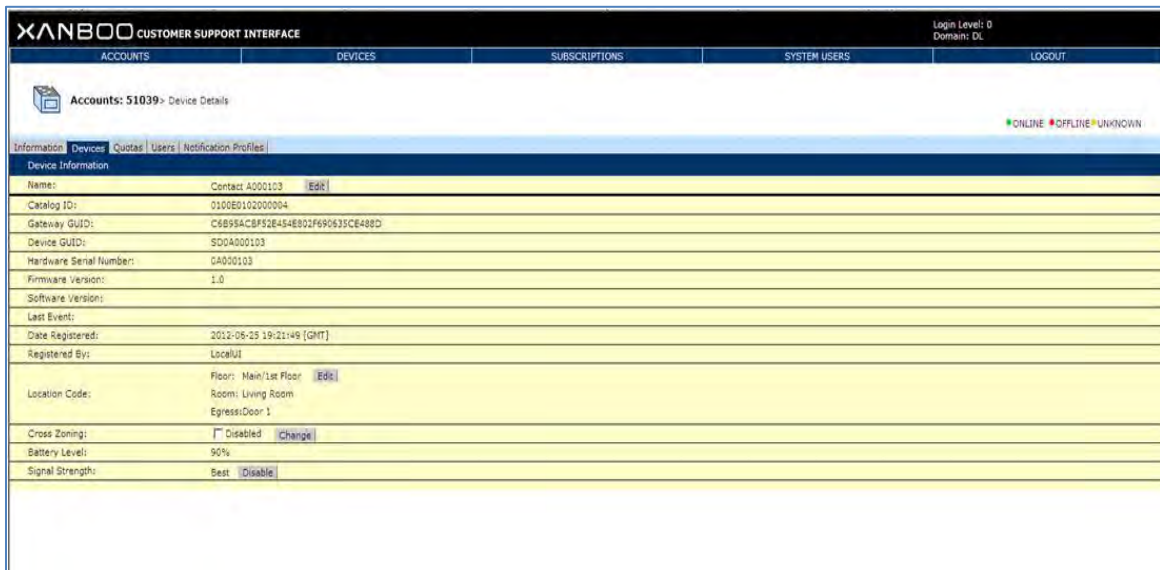 XANBOO CUSTOMER SUPPORT INTERFACE
Login Level: 0
Domain: DL
ACCOUNTS DEVICES SUBSCRIPTIONS SYSTEM USERS LOGOUT
Accounts: 51039> Device Details
ONLINE OFFLINE UNKNOWN
Information Devices Quotas Users Notification Profiles
Device Information
Name: Contact A000103 Edit
Catalog ID: 0100E0102000004
Gateway GUID:
Device GUID: SD0A000103
Hardware Serial Number: 0A000103
Firmware Version: 1.0
Software Version:
Last Event:
Date Registered: 2012-06-25 19:21:49 [GMT]
Registered By: LocalUI
Location Code: Floor: Main/1st Floor Edit
Room: Living Room
Egress:Door 1
Cross Zoning: Disabled Change
Battery Level: 90%
Signal Strength: Best Disable